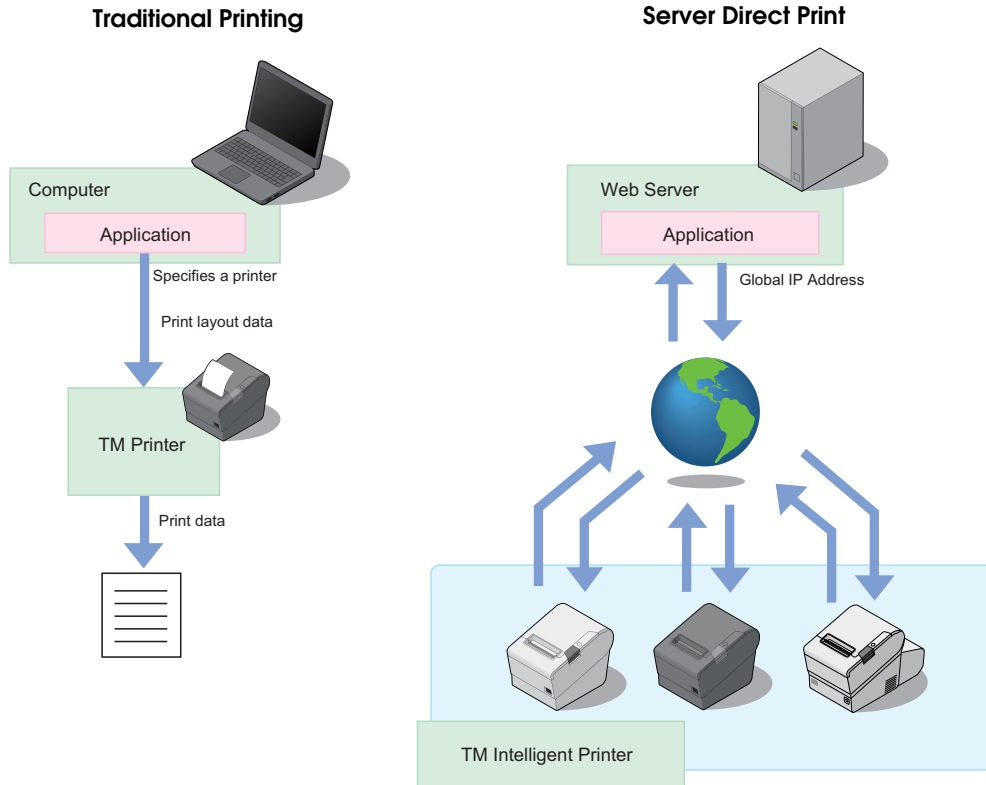 Traditional Printing
Computer
Application
Specifies a printer
Print layout data
TM Printer
Print data
Server Direct Print
Web Server
Application
Global IP Address
TM Intelligent Printer